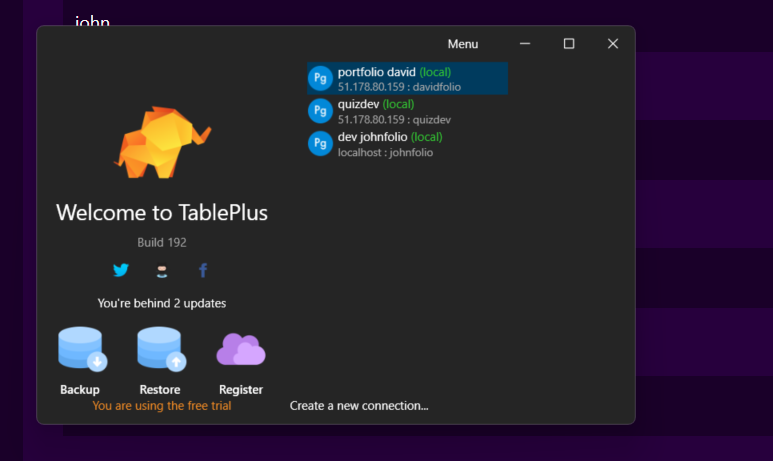 john
Menu
Pg
portfolio david (local)
51.178.80.159 : davidfolio
Pg
quizdev (local)
51.178.80.159 : quizdev
Pg
dev johnfolio (local)
localhost : johnfolio
Welcome to TablePlus
Build 192
You're behind 2 updates
Backup
Restore
Register
You are using the free trial
Create a new connection...